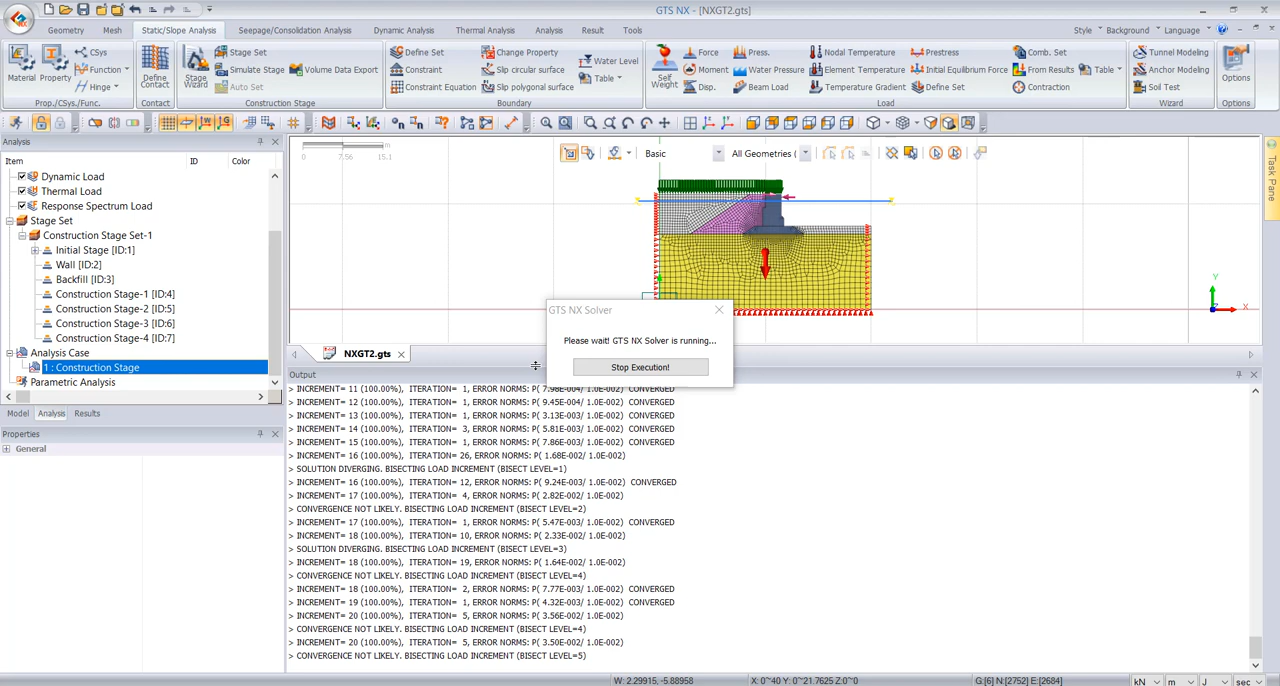 GTS NX - [NXGT2.gts]
Geometry Mesh Static/Slope Analysis Seepage/Consolidation Analysis Dynamic Analysis Thermal Analysis Analysis Result Tools Style Background Language
Material Property CSys Function Hinge Define Contact Stage Wizard Stage Set Simulate Stage Auto Set Volume Data Export
Define Set Constraint Constraint Equation Change Property Slip circular surface Slip polygonal surface Water Level Table
Self Weight Force Moment Disp. Press. Water Pressure Beam Load Nodal Temperature Element Temperature Temperature Gradient Prestress Initial Equilibrium Force Define Set Comb. Set From Results Contraction Table
Tunnel Modeling Anchor Modeling Soil Test Options
Prop./CSys./Func. Contact Construction Stage Boundary Load Wizard Options
Analysis
Item ID Color
Dynamic Load
Thermal Load
Response Spectrum Load
Stage Set
Construction Stage Set-1
Initial Stage [ID:1]
Wall [ID:2]
Backfill [ID:3]
Construction Stage-1 [ID:4]
Construction Stage-2 [ID:5]
Construction Stage-3 [ID:6]
Construction Stage-4 [ID:7]
Analysis Case
1 : Construction Stage
Parametric Analysis
Model Analysis Results
Properties
General
0 7.56 15.1 m
Basic All Geometries (
Y
X
Task Pane
GTS NX Solver
Please wait! GTS NX Solver is running...
Stop Execution!
NXGT2.gts
Output
> INCREMENT= 11 (100.00%), ITERATION= 1, ERROR NORMS: P( 7.98E-004/ 1.0E-002) CONVERGED
> INCREMENT= 12 (100.00%), ITERATION= 1, ERROR NORMS: P( 9.45E-004/ 1.0E-002) CONVERGED
> INCREMENT= 13 (100.00%), ITERATION= 1, ERROR NORMS: P( 3.13E-003/ 1.0E-002) CONVERGED
> INCREMENT= 14 (100.00%), ITERATION= 3, ERROR NORMS: P( 5.81E-003/ 1.0E-002) CONVERGED
> INCREMENT= 15 (100.00%), ITERATION= 1, ERROR NORMS: P( 7.86E-003/ 1.0E-002) CONVERGED
> INCREMENT= 16 (100.00%), ITERATION= 26, ERROR NORMS: P( 1.68E-002/ 1.0E-002)
> SOLUTION DIVERGING. BISECTING LOAD INCREMENT (BISECT LEVEL=1)
> INCREMENT= 16 (100.00%), ITERATION= 12, ERROR NORMS: P( 9.24E-003/ 1.0E-002) CONVERGED
> INCREMENT= 17 (100.00%), ITERATION= 4, ERROR NORMS: P( 2.82E-002/ 1.0E-002)
> CONVERGENCE NOT LIKELY. BISECTING LOAD INCREMENT (BISECT LEVEL=2)
> INCREMENT= 17 (100.00%), ITERATION= 1, ERROR NORMS: P( 5.47E-003/ 1.0E-002) CONVERGED
> INCREMENT= 18 (100.00%), ITERATION= 10, ERROR NORMS: P( 2.33E-002/ 1.0E-002)
> SOLUTION DIVERGING. BISECTING LOAD INCREMENT (BISECT LEVEL=3)
> INCREMENT= 18 (100.00%), ITERATION= 19, ERROR NORMS: P( 1.64E-002/ 1.0E-002)
> CONVERGENCE NOT LIKELY. BISECTING LOAD INCREMENT (BISECT LEVEL=4)
> INCREMENT= 18 (100.00%), ITERATION= 2, ERROR NORMS: P( 7.77E-003/ 1.0E-002) CONVERGED
> INCREMENT= 19 (100.00%), ITERATION= 1, ERROR NORMS: P( 4.32E-003/ 1.0E-002) CONVERGED
> INCREMENT= 20 (100.00%), ITERATION= 5, ERROR NORMS: P( 3.56E-002/ 1.0E-002)
> CONVERGENCE NOT LIKELY. BISECTING LOAD INCREMENT (BISECT LEVEL=4)
> INCREMENT= 20 (100.00%), ITERATION= 5, ERROR NORMS: P( 3.50E-002/ 1.0E-002)
> CONVERGENCE NOT LIKELY. BISECTING LOAD INCREMENT (BISECT LEVEL=5)
W: 2.29915, -5.88958 X: 0~40 Y: 0~21.7625 Z:0~0 G:[6] N:[2752] E:[2684] kN m J sec